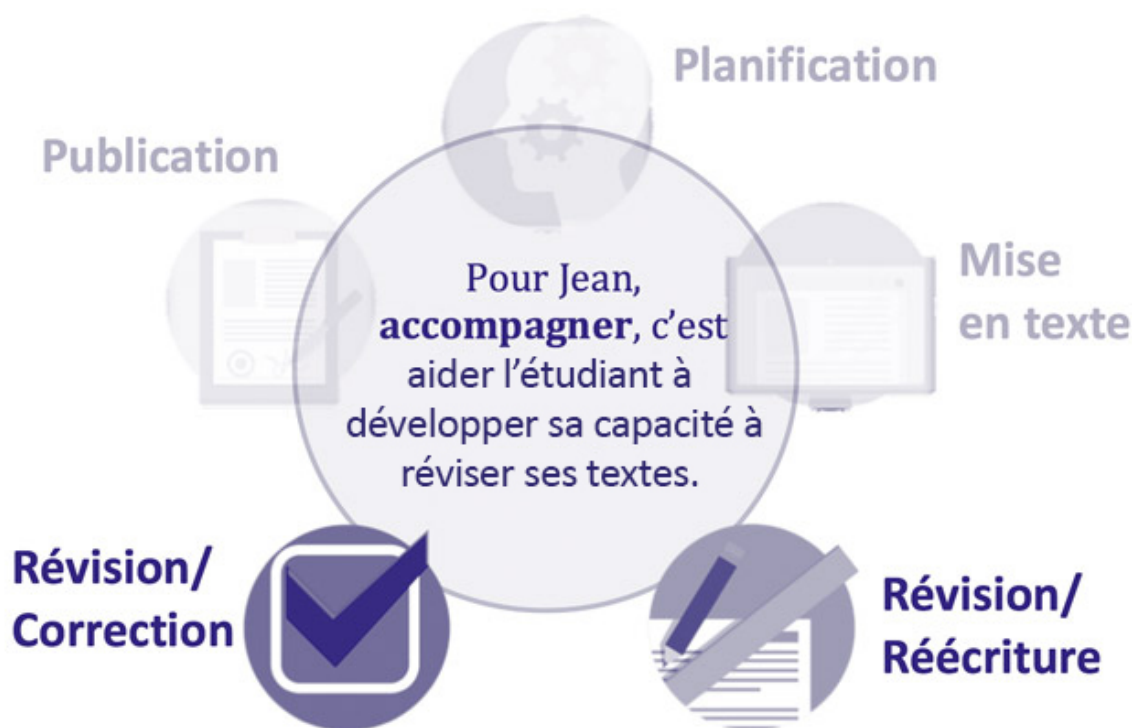 Planification
Publication
Mise
en texte
Pour Jean,
accompagner, c’est
aider l’étudiant à
développer sa capacité à
réviser ses textes.
Révision/
Correction
Révision/
Réécriture